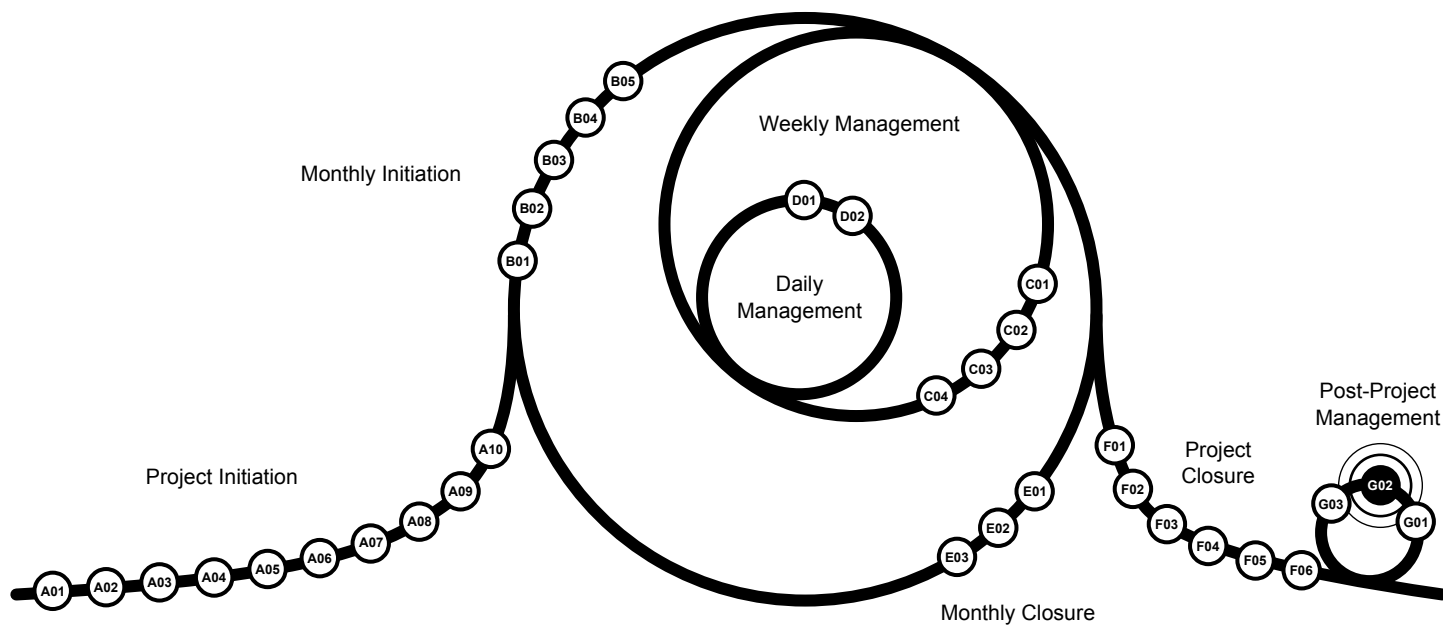 B05
B04
Weekly Management
B03
Monthly Initiation
D01
B02
D02
B01
C01
Daily
Management
C02
C03
Post-Project
Management
C04
F01
A10
Project
Closure
Project Initiation
G02
F02
E01
A09
G03
G01
A08
F03
E02
A07
F04
E03
A06
F05
A05
F06
A04
A03
A02
A01
Monthly Closure